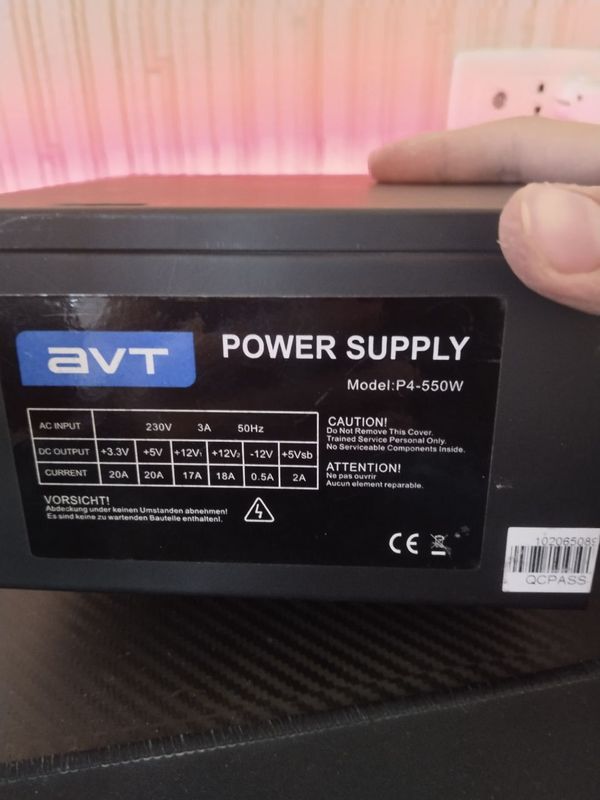 avt
POWER SUPPLY
Model:P4-550W
AC INPUT 230V 3A 50Hz
DC OUTPUT +3.3V +5V +12V1 +12V2 -12V +5Vsb
CURRENT 20A 20A 17A 18A 0.5A 2A
CAUTION!
Do Not Remove This Cover.
Trained Service Personal Only.
No Serviceable Components Inside.
ATTENTION!
Ne pas ouvrir
Aucun element reparable.
VORSICHT!
Abdeckung under keinen Umstanden abnehmen!
Es sind keine zu wartenden Bauteile enthalten!.
CE
102065089
QCPASS